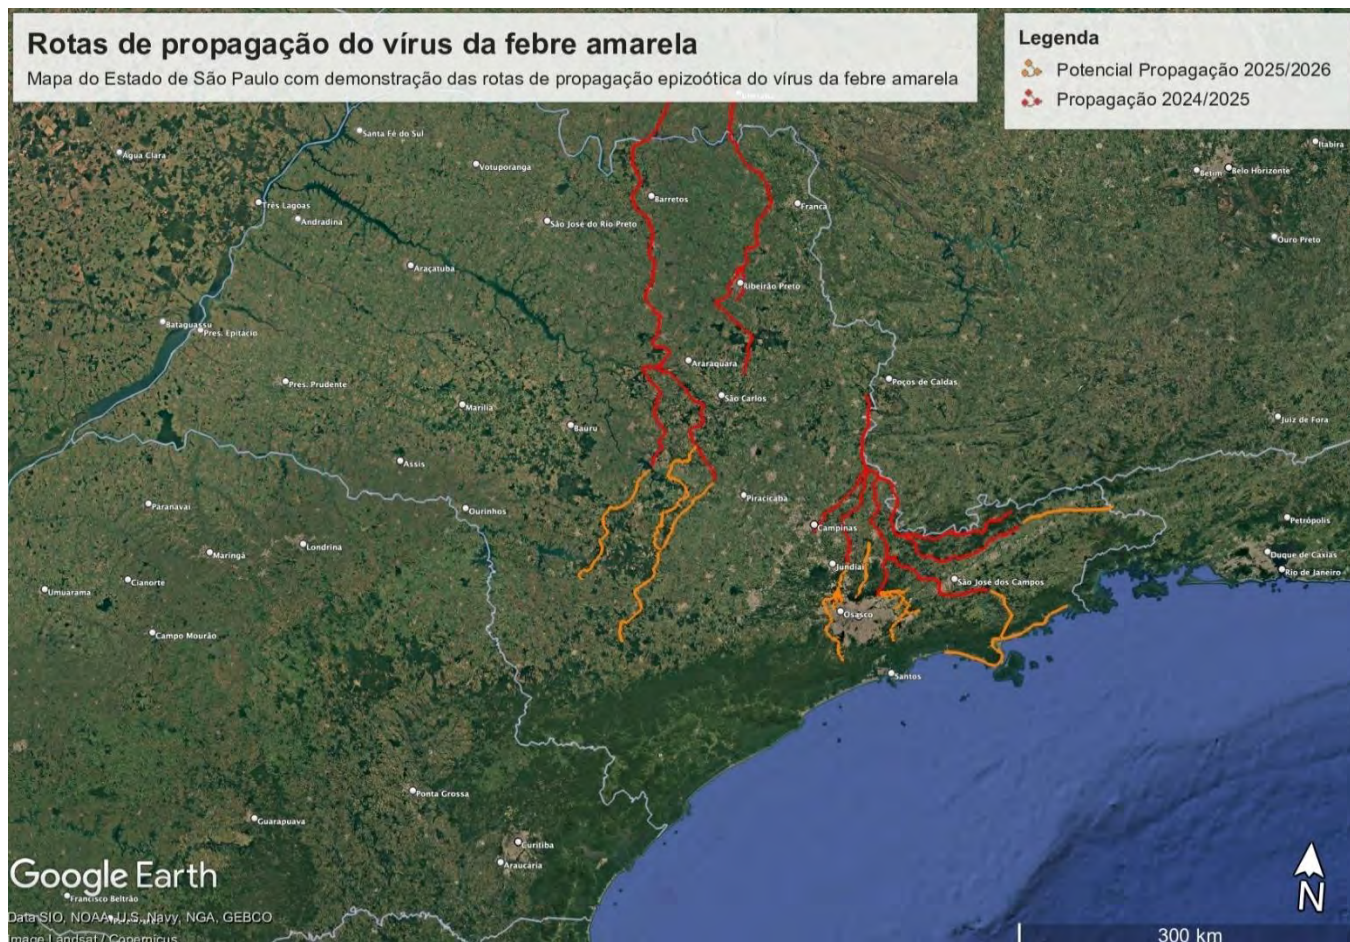 Rotas de propagação do vírus da febre amarela
Mapa do Estado de São Paulo com demonstração das rotas de propagação epizoótica do vírus da febre amarela
Legenda
Potencial Propagação 2025/2026
Propagação 2024/2025
Santa Fé do Sul
Água Clara
Votuporanga
Itabira
Betim
Belo Horizonte
Três Lagoas
Andradina
Barretos
Franca
São José do Rio Preto
Ouro Preto
Araçatuba
Ribeirão Preto
Bataguassu
Pres. Epitácio
Araraquara
Pres. Prudente
Poços de Caldas
São Carlos
Marília
Bauru
Juiz de Fora
Assis
Piracicaba
Paranavaí
Ourinhos
Campinas
Petrópolis
Londrina
Maringá
Duque de Caxias
Jundiaí
Rio de Janeiro
Cianorte
São José dos Campos
Umuarama
Osasco
Campo Mourão
Santos
Ponta Grossa
Guarapuava
Curitiba
Araucária
Google Earth
Francisco Beltrão
Data SIO, NOAA, U.S. Navy, NGA, GEBCO
Image Landsat / Copernicus
N
300 km